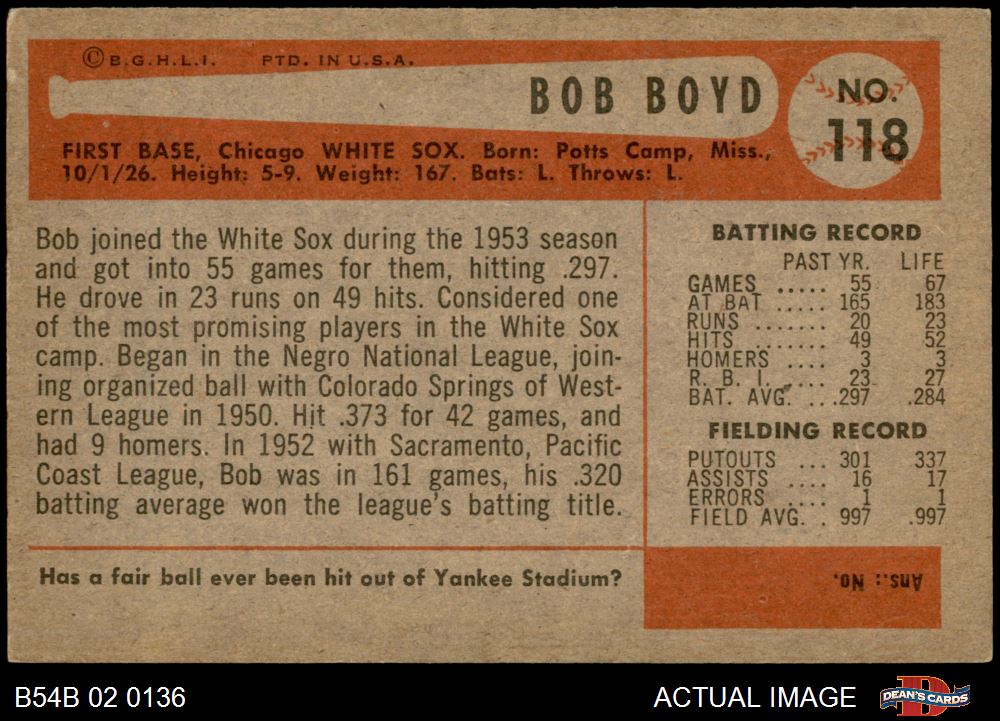 © B.G.H.L.I. PTD. IN U.S.A.
BOB BOYD
NO.
118
FIRST BASE, Chicago WHITE SOX. Born: Potts Camp, Miss.,
10/1/26. Height: 5-9. Weight: 167. Bats: L. Throws: L.
Bob joined the White Sox during the 1953 season
and got into 55 games for them, hitting .297.
He drove in 23 runs on 49 hits. Considered one
of the most promising players in the White Sox
camp. Began in the Negro National League, join-
ing organized ball with Colorado Springs of West-
ern League in 1950. Hit .373 for 42 games, and
had 9 homers. In 1952 with Sacramento, Pacific
Coast League, Bob was in 161 games, his .320
batting average won the league's batting title.
BATTING RECORD
PAST YR. LIFE
GAMES ..... 55 67
AT BAT ..... 165 183
RUNS ....... 20 23
HITS ........ 49 52
HOMERS .... 3 3
R. B. I. .... 23 27
BAT. AVG. ...297 .284
FIELDING RECORD
PUTOUTS ... 301 337
ASSISTS .... 16 17
ERRORS .... 1 1
FIELD AVG. . 997 .997
Has a fair ball ever been hit out of Yankee Stadium?
Ans.: No.
B54B 02 0136
ACTUAL IMAGE
DEAN'S CARDS